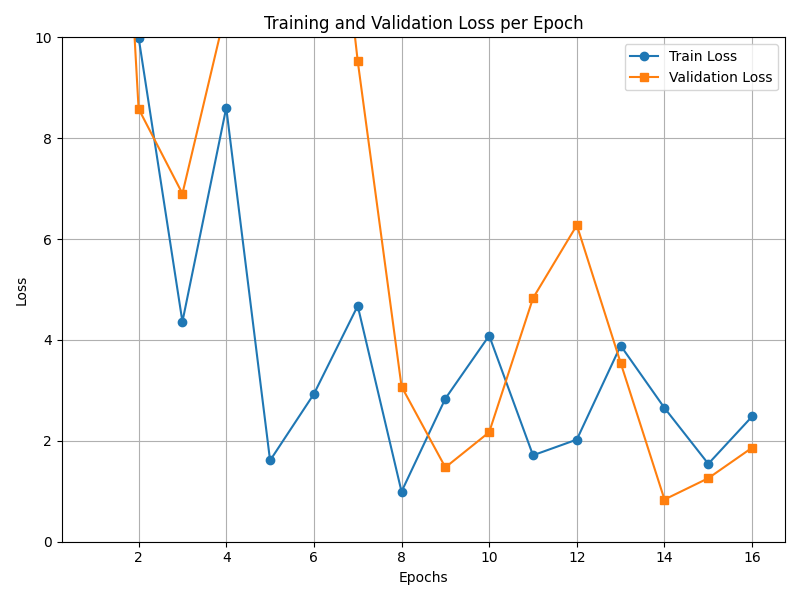 Training and Validation Loss per Epoch
Train Loss
Validation Loss
10
8
6
4
2
0
Loss
2 4 6 8 10 12 14 16
Epochs